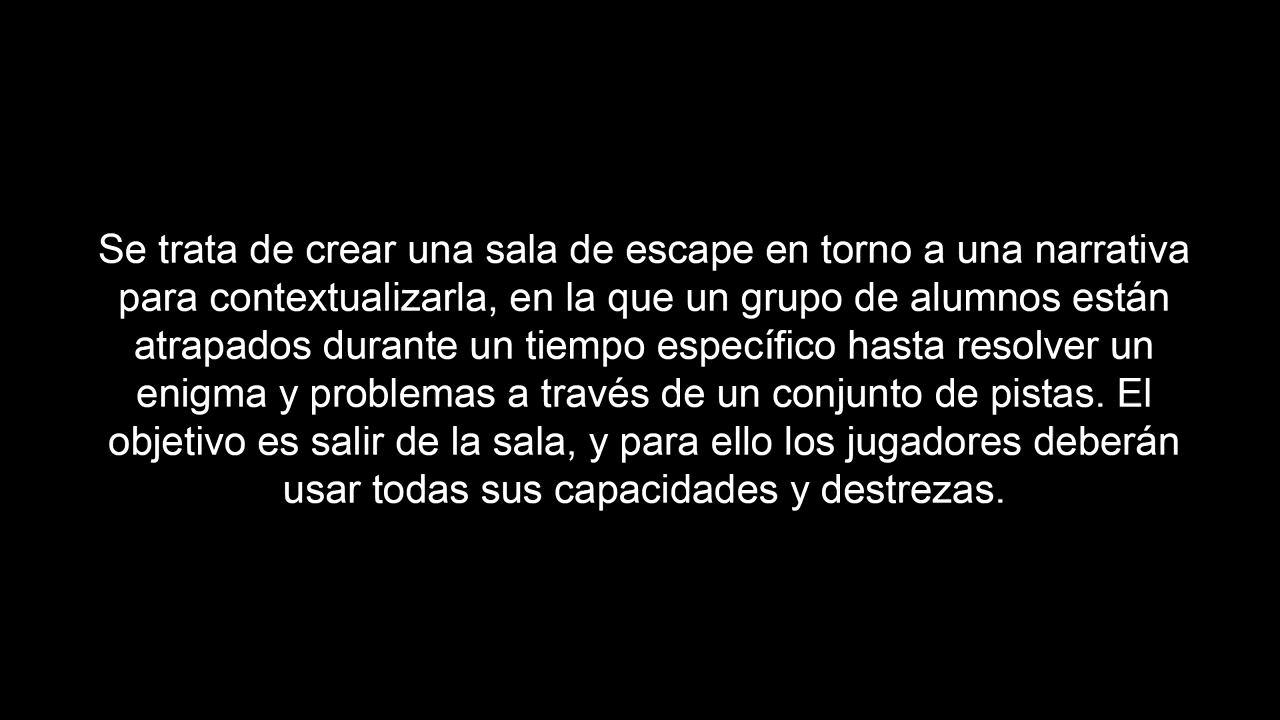 Se trata de crear una sala de escape en torno a una narrativa
para contextualizarla, en la que un grupo de alumnos están
atrapados durante un tiempo específico hasta resolver un
enigma y problemas a través de un conjunto de pistas. El
objetivo es salir de la sala, y para ello los jugadores deberán
usar todas sus capacidades y destrezas.